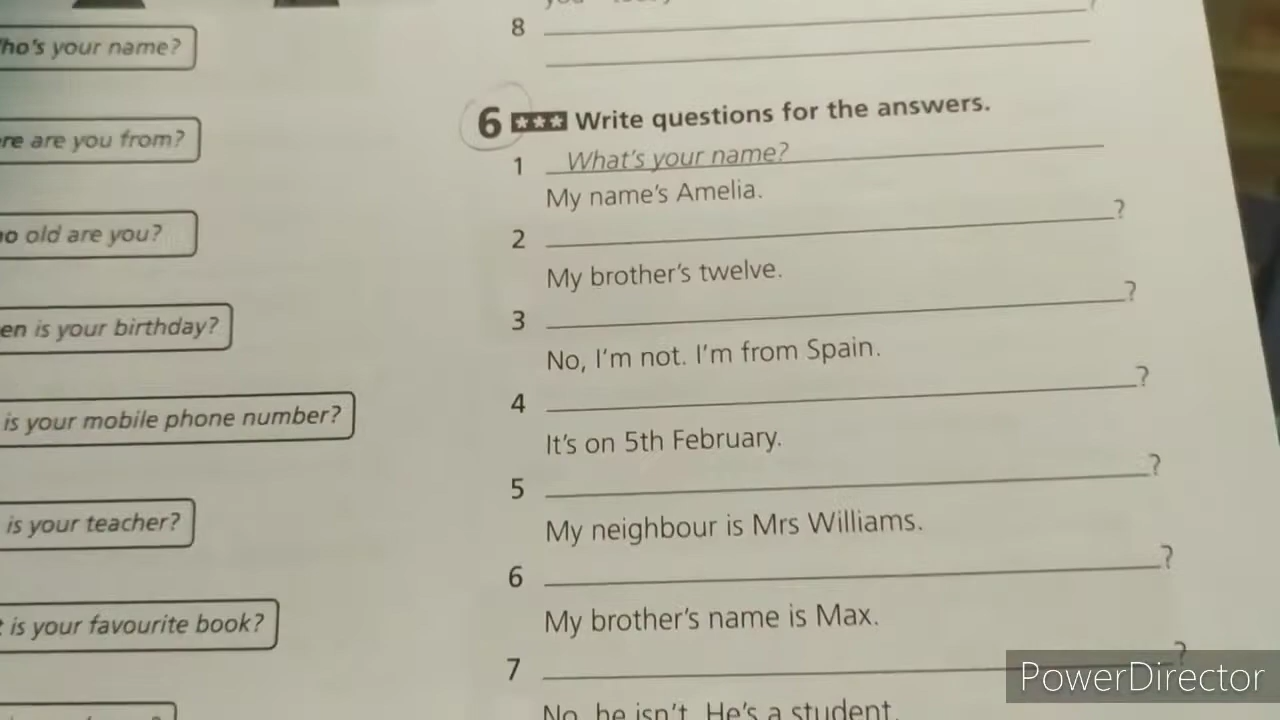 your name?
are you from?
old are you?
is your birthday?
is your mobile phone number?
is your teacher?
is your favourite book?
8
6 *** Write questions for the answers.
1 What's your name?
My name's Amelia.
2 ?
My brother's twelve.
3 ?
No, I'm not. I'm from Spain.
4 ?
It's on 5th February.
5 ?
My neighbour is Mrs Williams.
6 ?
My brother's name is Max.
7 ?
No, he isn't. He's a student.
PowerDirector